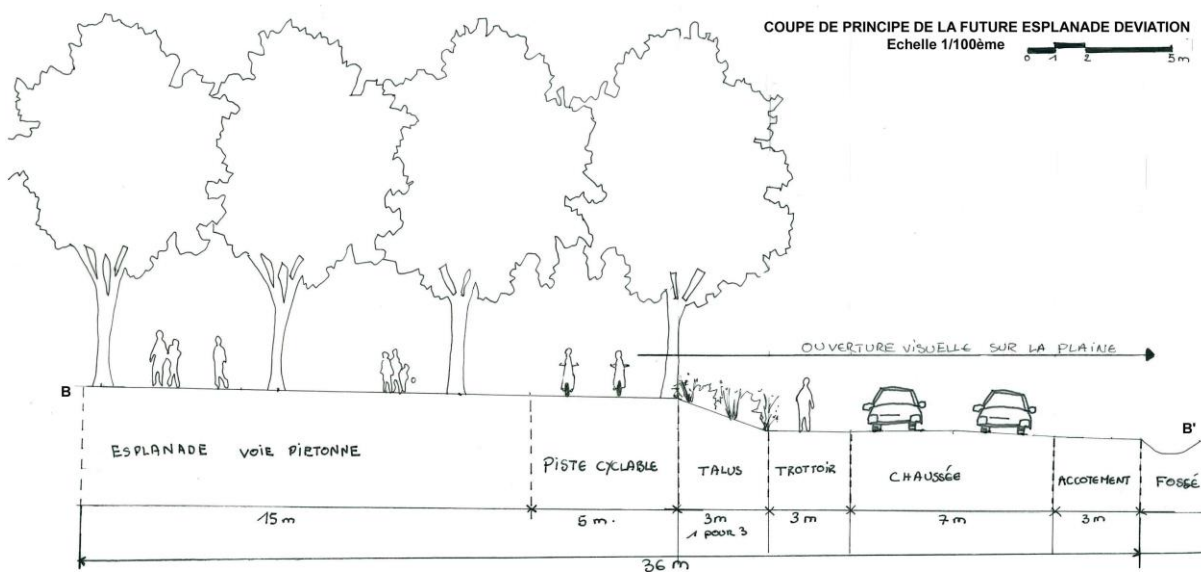 COUPE DE PRINCIPE DE LA FUTURE ESPLANADE DEVIATION
Echelle 1/100ème
0 1 2 5m
OUVERTURE VISUELLE SUR LA PLAINE
B
B'
ESPLANADE VOIE PIETONNE
PISTE CYCLABLE
TALUS
TROTTOIR
CHAUSSÉE
ACCOTEMENT
FOSSÉ
15 m
5 m.
3m
1 POUR 3
3 m
7 m
3 m
36 m